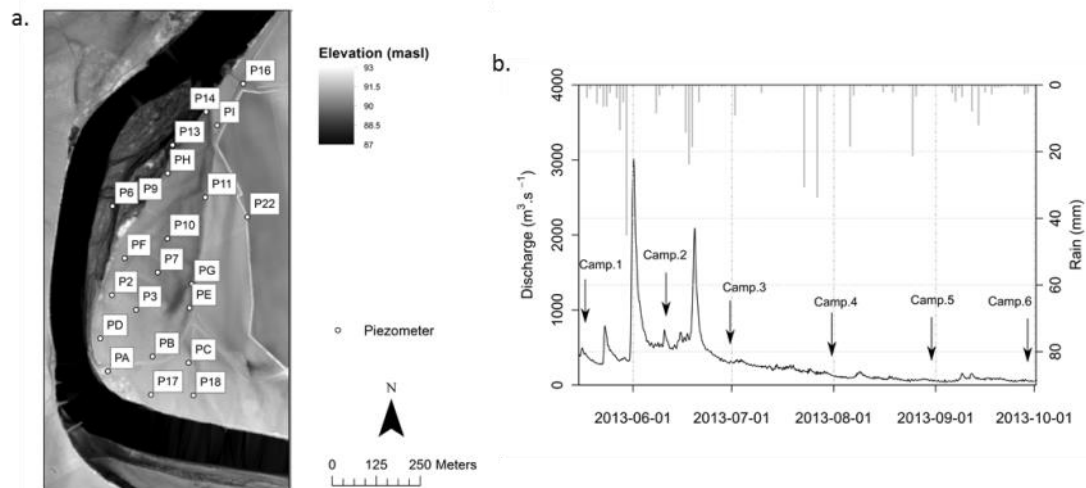 a.
P16
P14
PI
P13
PH
P11
P6
P9
P22
P10
PF
P7
PG
P2
P3
PE
PD
PB
PC
PA
P17
P18
Elevation (masl)
93
91.5
90
88.5
87
Piezometer
N
0 125 250 Meters
b.
Discharge (m³.s⁻¹)
4000
3000
2000
1000
0
Camp.1
Camp.2
Camp.3
Camp.4
Camp.5
Camp.6
0
20
40
60
80
Rain (mm)
2013-06-01 2013-07-01 2013-08-01 2013-09-01 2013-10-01